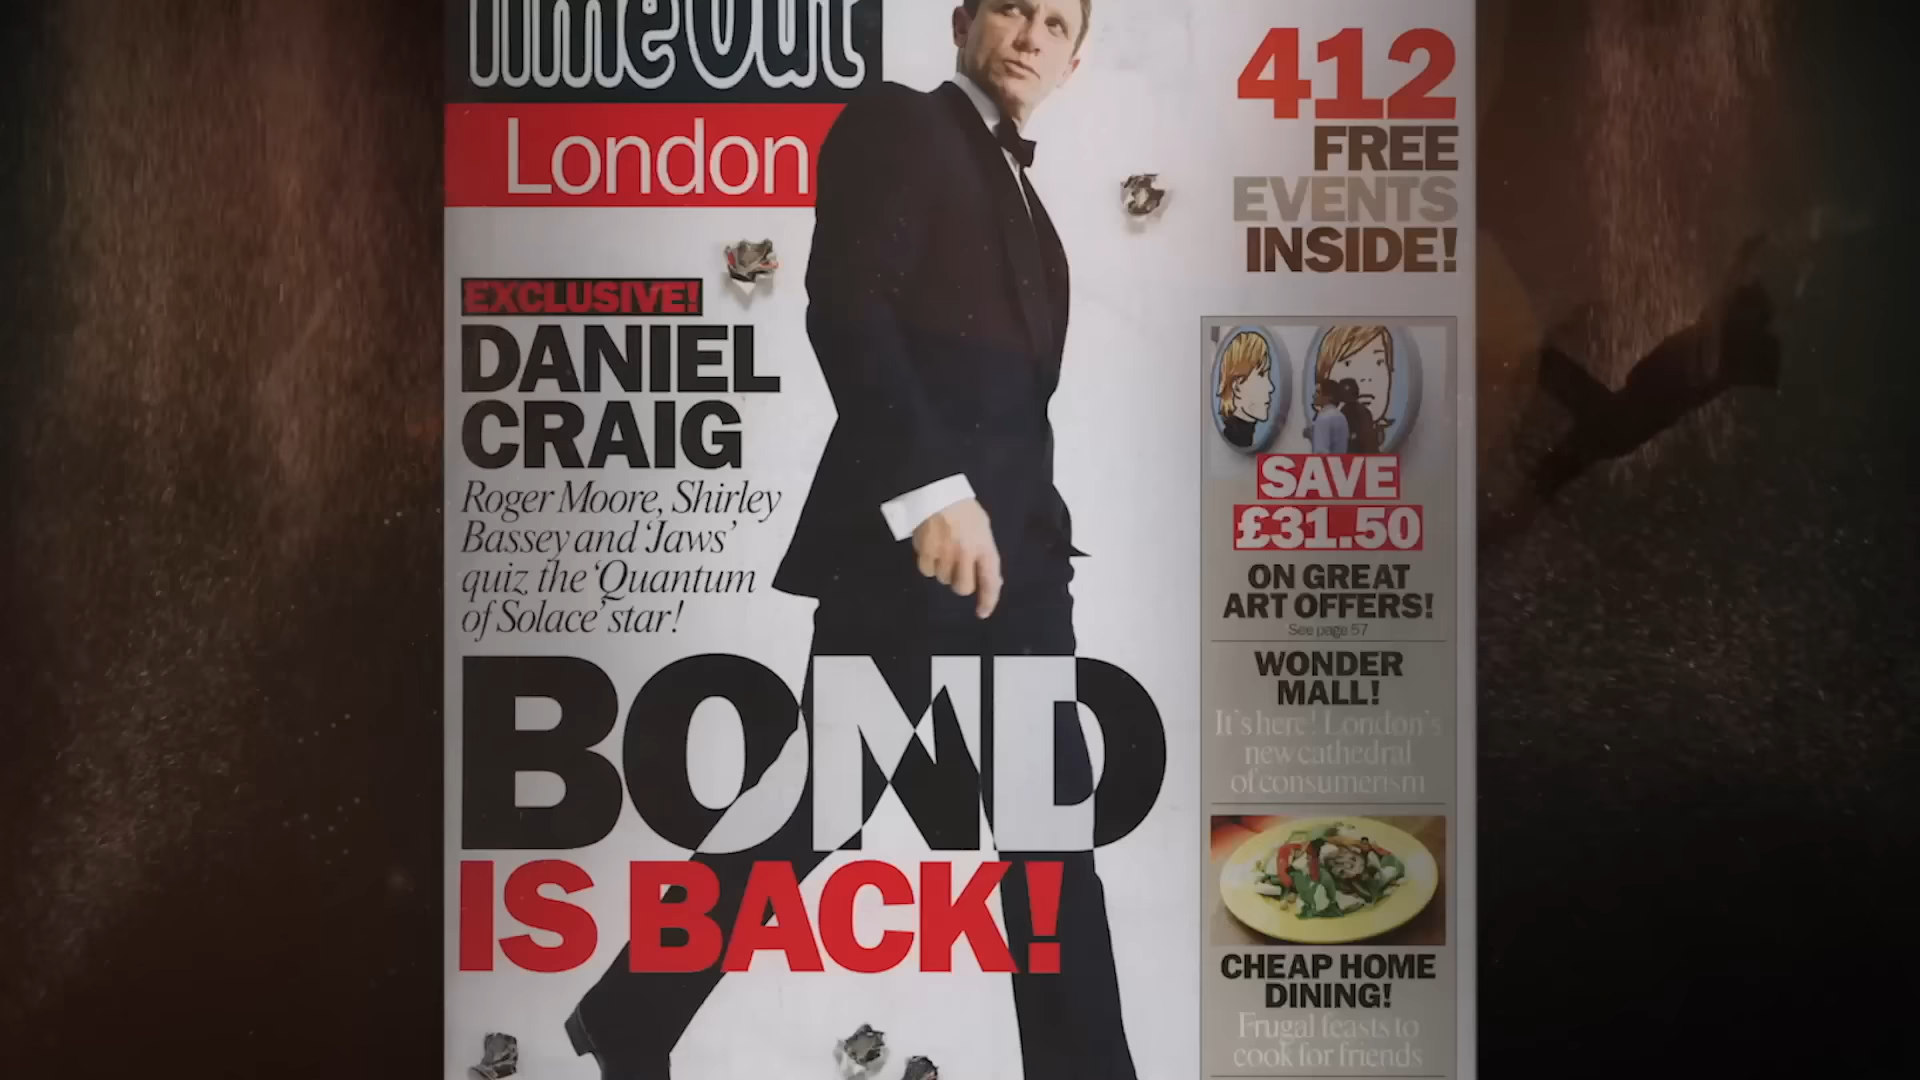 Time Out
London
EXCLUSIVE!
DANIEL
CRAIG
Roger Moore, Shirley
Bassey and 'Jaws'
quiz the 'Quantum
of Solace' star!
BOND
IS BACK!
412
FREE
EVENTS
INSIDE!
SAVE
£31.50
ON GREAT
ART OFFERS!
See page 57
WONDER
MALL!
It's here! London's
new cathedral
of consumerism
CHEAP HOME
DINING!
Frugal feasts to
cook for friends